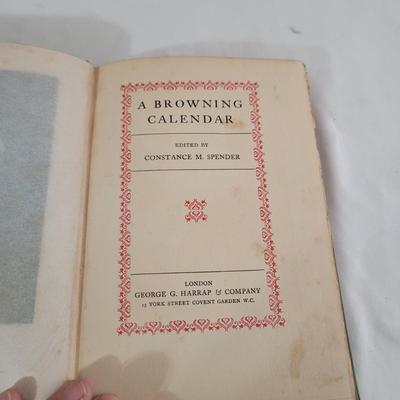 A BROWNING
CALENDAR
EDITED BY
CONSTANCE M. SPENDER
LONDON
GEORGE G. HARRAP & COMPANY
15 YORK STREET COVENT GARDEN W.C.